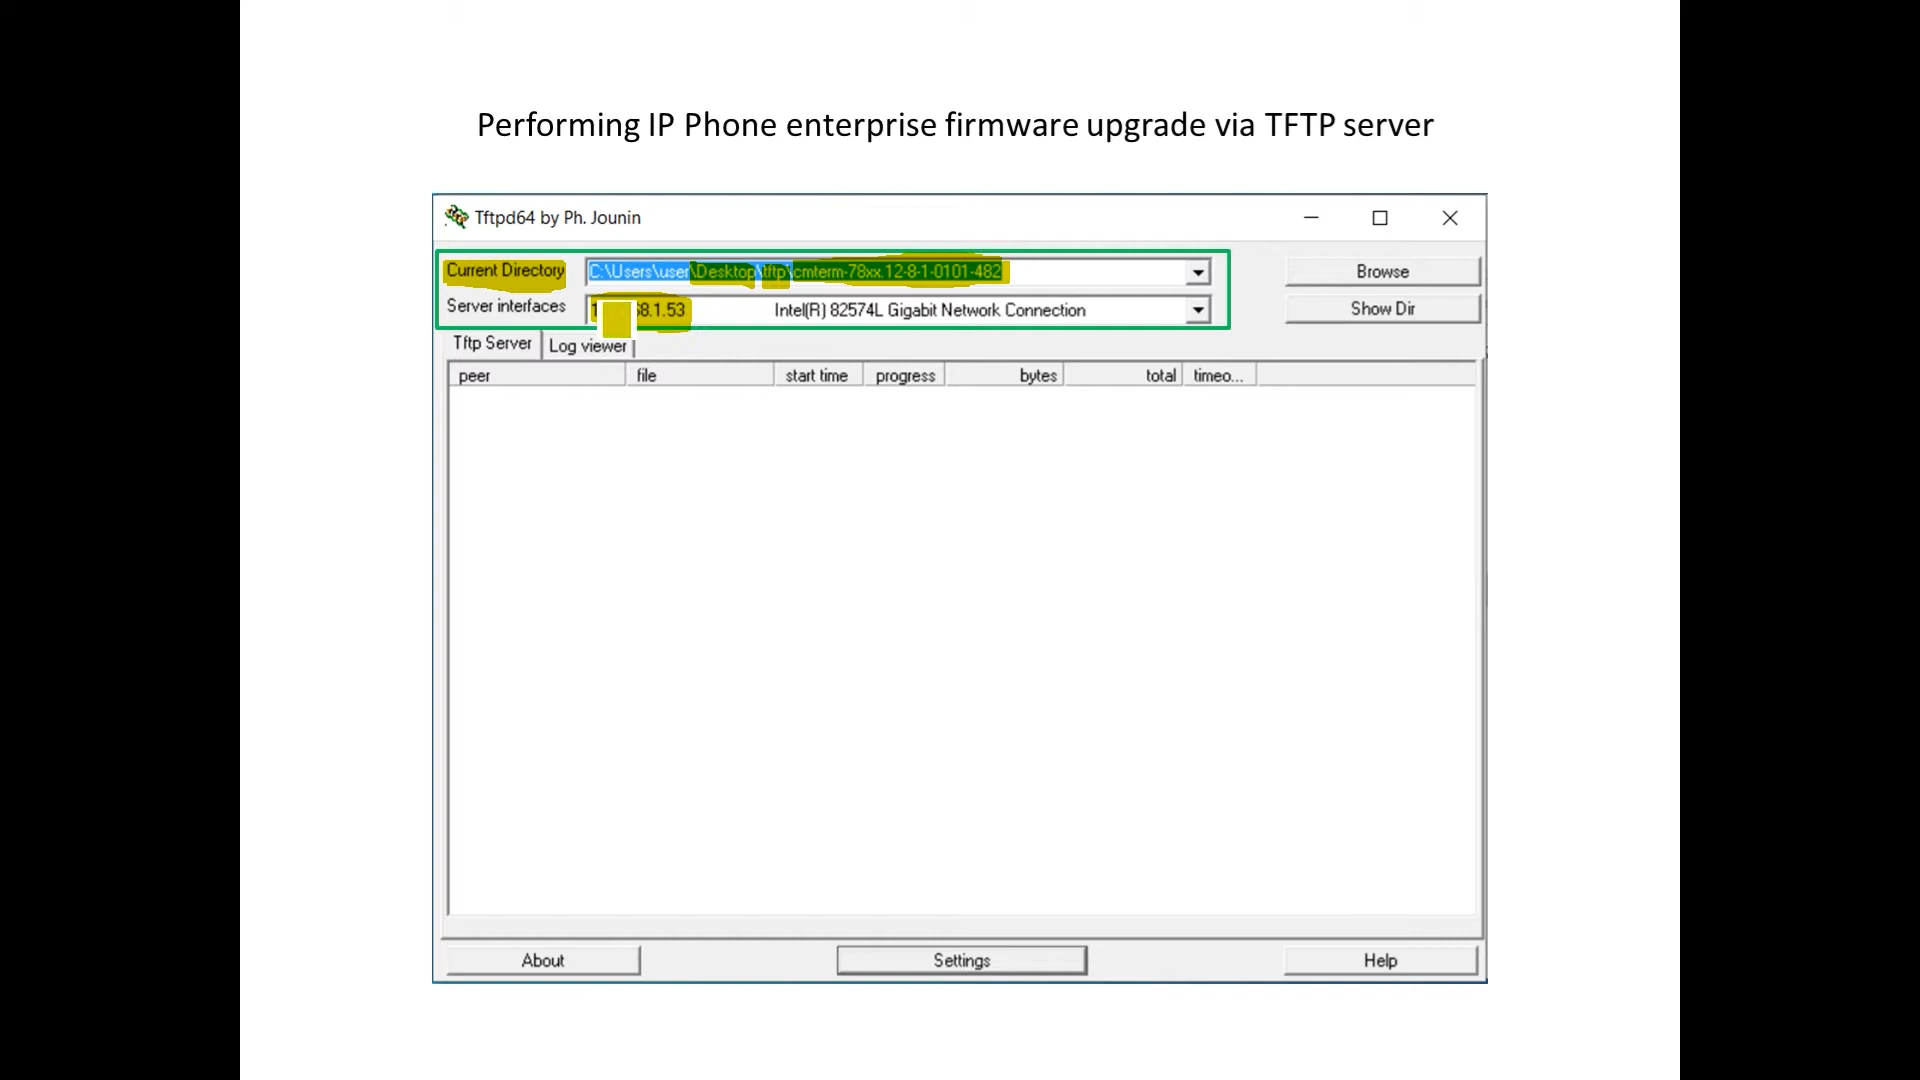 Performing IP Phone enterprise firmware upgrade via TFTP server
Tftpd64 by Ph. Jounin
Current Directory C:\Users\user\Desktop\tftp\cmterm-78xx.12-8-1-0101-482 Browse
Server interfaces 8.1.53 Intel(R) 82574L Gigabit Network Connection Show Dir
Tftp Server Log viewer
peer file start time progress bytes total timeo...
About Settings Help